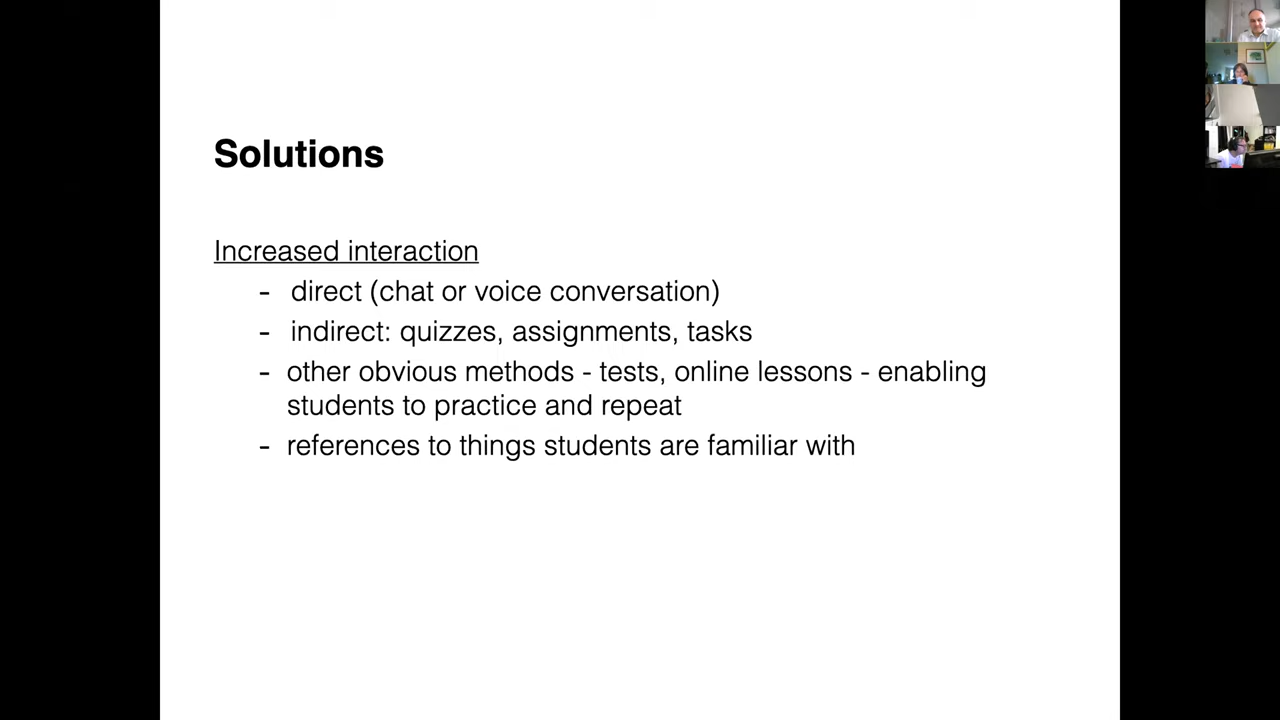 Solutions
Increased interaction
- direct (chat or voice conversation)
- indirect: quizzes, assignments, tasks
- other obvious methods - tests, online lessons - enabling
students to practice and repeat
- references to things students are familiar with